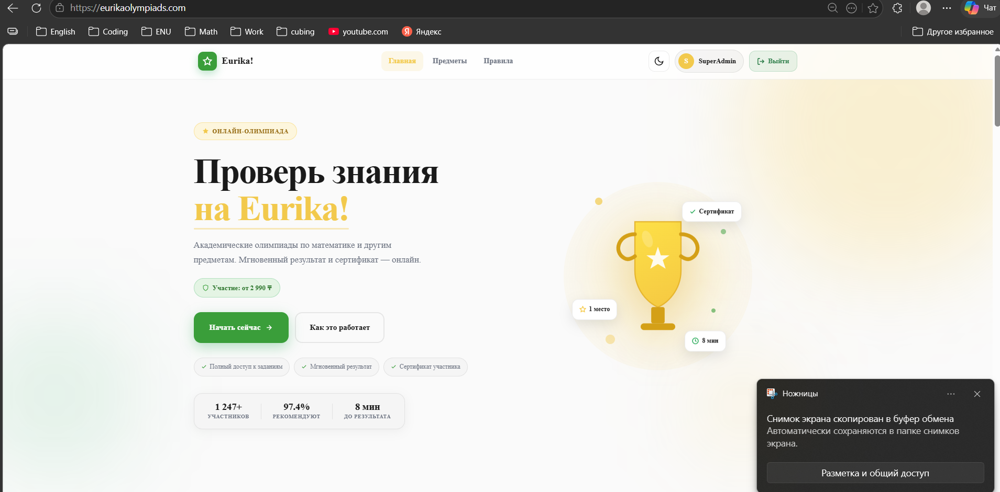 https://eurikaolympiads.com
Чат
English
Coding
ENU
Math
Work
cubing
youtube.com
Я Яндекс
Другое избранное
Eurika!
Главная
Предметы
Правила
S SuperAdmin
Выйти
ОНЛАЙН-ОЛИМПИАДА
Проверь знания
на Eurika!
Академические олимпиады по математике и другим
предметам. Мгновенный результат и сертификат — онлайн.
Участие: от 2 990 ₸
Начать сейчас →
Как это работает
Полный доступ к заданиям
Мгновенный результат
Сертификат участника
1 247+
УЧАСТНИКОВ
97.4%
РЕКОМЕНДУЮТ
8 мин
ДО РЕЗУЛЬТАТА
Сертификат
1 место
8 мин
Ножницы
Снимок экрана скопирован в буфер обмена
Автоматически сохраняются в папке снимков
экрана.
Разметка и общий доступ